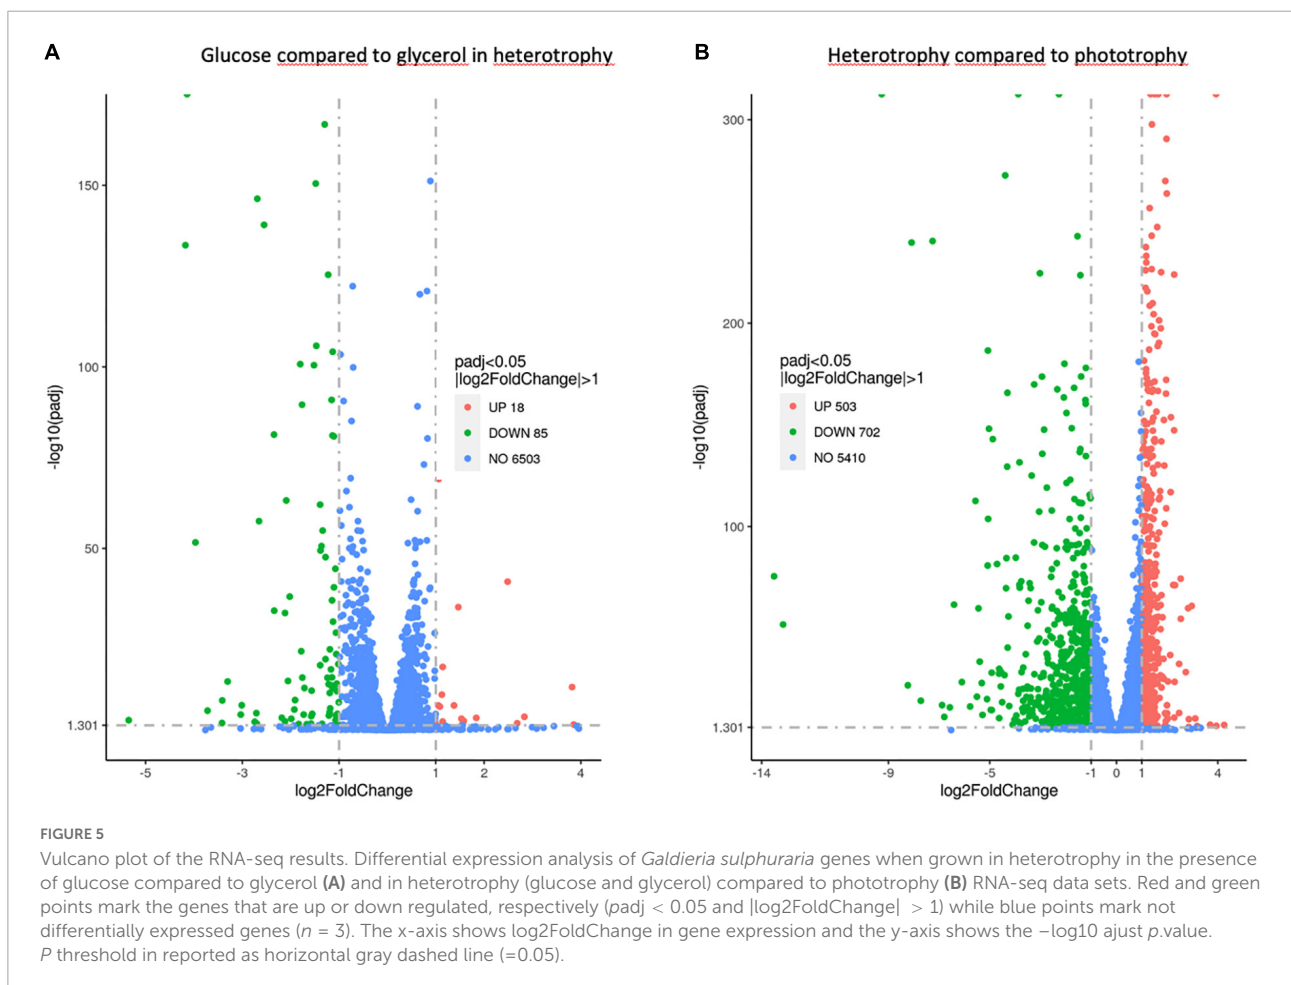 A
Glucose compared to glycerol in heterotrophy
B
Heterotrophy compared to phototrophy
150
100
50
1.301
-log10(padj)
padj<0.05
|log2FoldChange|>1
UP 18
DOWN 85
NO 6503
-5
-3
-1
1
2
4
log2FoldChange
300
200
100
1.301
-log10(padj)
padj<0.05
|log2FoldChange|>1
UP 503
DOWN 702
NO 5410
-14
-9
-5
-1
0
1
4
log2FoldChange
FIGURE 5
Vulcano plot of the RNA-seq results. Differential expression analysis of Galdieria sulphuraria genes when grown in heterotrophy in the presence
of glucose compared to glycerol (A) and in heterotrophy (glucose and glycerol) compared to phototrophy (B) RNA-seq data sets. Red and green
points mark the genes that are up or down regulated, respectively (padj < 0.05 and |log2FoldChange| > 1) while blue points mark not
differentially expressed genes (n = 3). The x-axis shows log2FoldChange in gene expression and the y-axis shows the −log10 ajust p.value.
P threshold in reported as horizontal gray dashed line (=0.05).